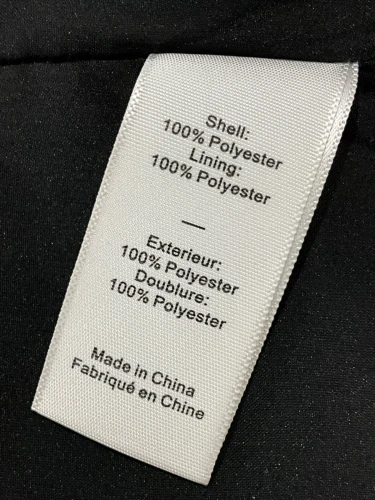 Shell:
100% Polyester
Lining:
100% Polyester
—
Exterieur:
100% Polyester
Doublure:
100% Polyester
Made in China
Fabriqué en Chine